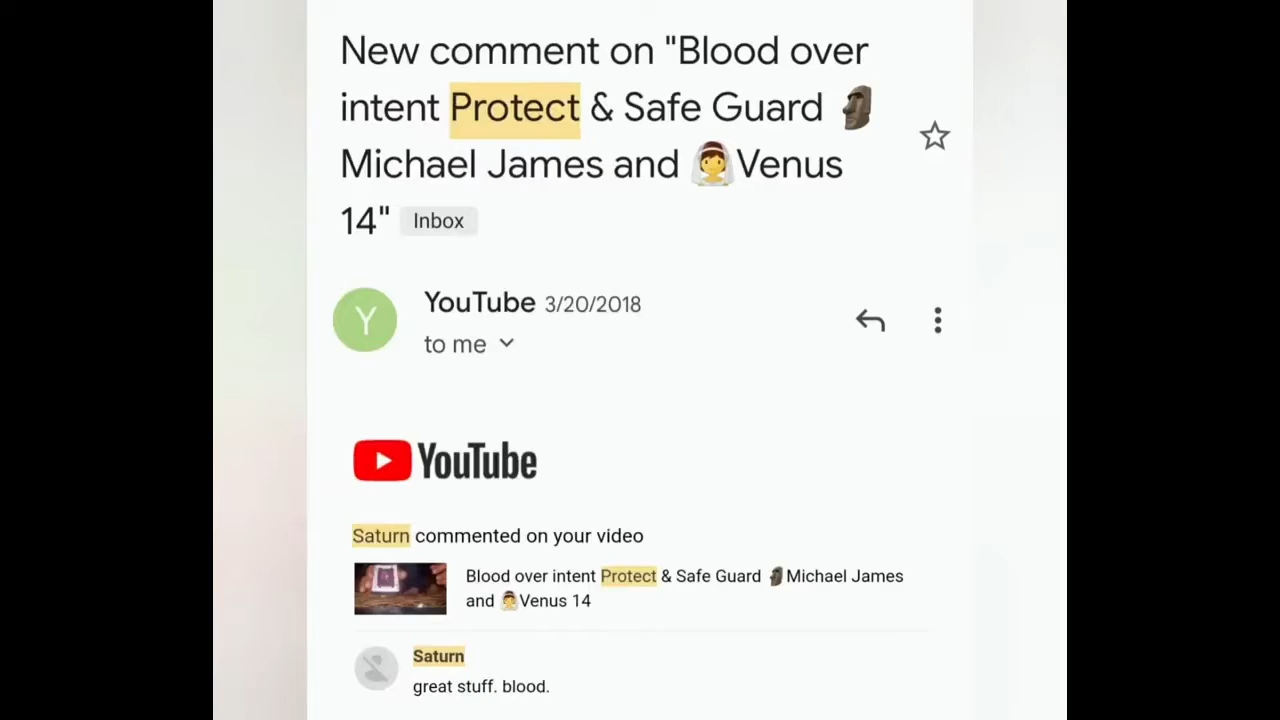 New comment on "Blood over
intent Protect & Safe Guard 🗿
Michael James and 👰Venus
14" Inbox
Y
YouTube 3/20/2018
to me
YouTube
Saturn commented on your video
Blood over intent Protect & Safe Guard 🗿Michael James
and 👰Venus 14
Saturn
great stuff. blood.